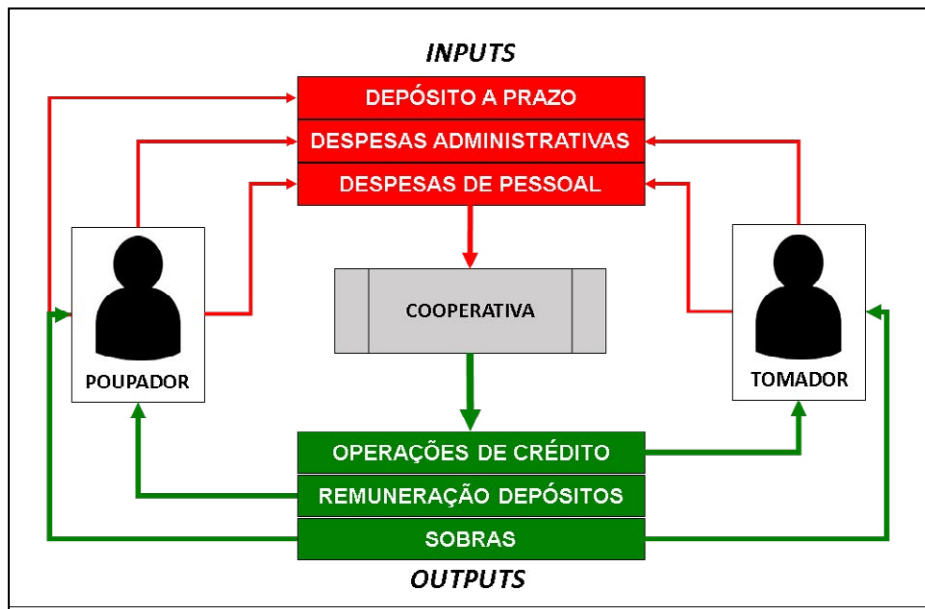 INPUTS
DEPÓSITO A PRAZO
DESPESAS ADMINISTRATIVAS
DESPESAS DE PESSOAL
COOPERATIVA
POUPADOR
TOMADOR
OPERAÇÕES DE CRÉDITO
REMUNERAÇÃO DEPÓSITOS
SOBRAS
OUTPUTS